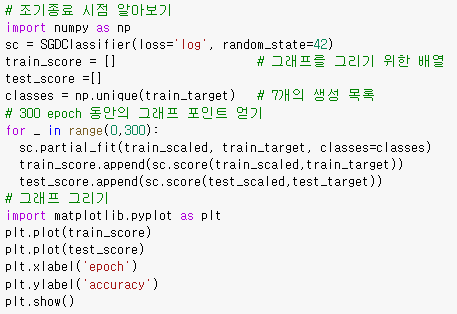 # 조기종료 시점 알아보기
import numpy as np
sc = SGDClassifier(loss='log', random_state=42)
train_score = [] # 그래프를 그리기 위한 배열
test_score =[]
classes = np.unique(train_target) # 7개의 생성 목록
# 300 epoch 동안의 그래프 포인트 얻기
for _ in range(0,300):
  sc.partial_fit(train_scaled, train_target, classes=classes)
  train_score.append(sc.score(train_scaled,train_target))
  test_score.append(sc.score(test_scaled,test_target))
# 그래프 그리기
import matplotlib.pyplot as plt
plt.plot(train_score)
plt.plot(test_score)
plt.xlabel('epoch')
plt.ylabel('accuracy')
plt.show()